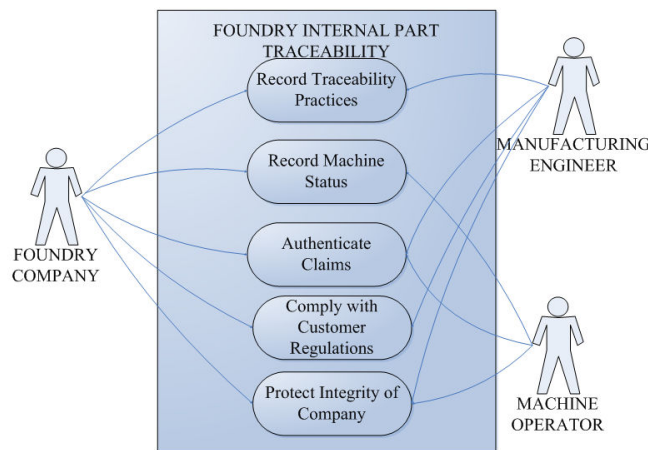 FOUNDRY INTERNAL PART
TRACEABILITY
Record Traceability
Practices
MANUFACTURING
ENGINEER
Record Machine
Status
FOUNDRY
COMPANY
Authenticate
Claims
Comply with
Customer
Regulations
Protect Integrity of
Company
MACHINE
OPERATOR